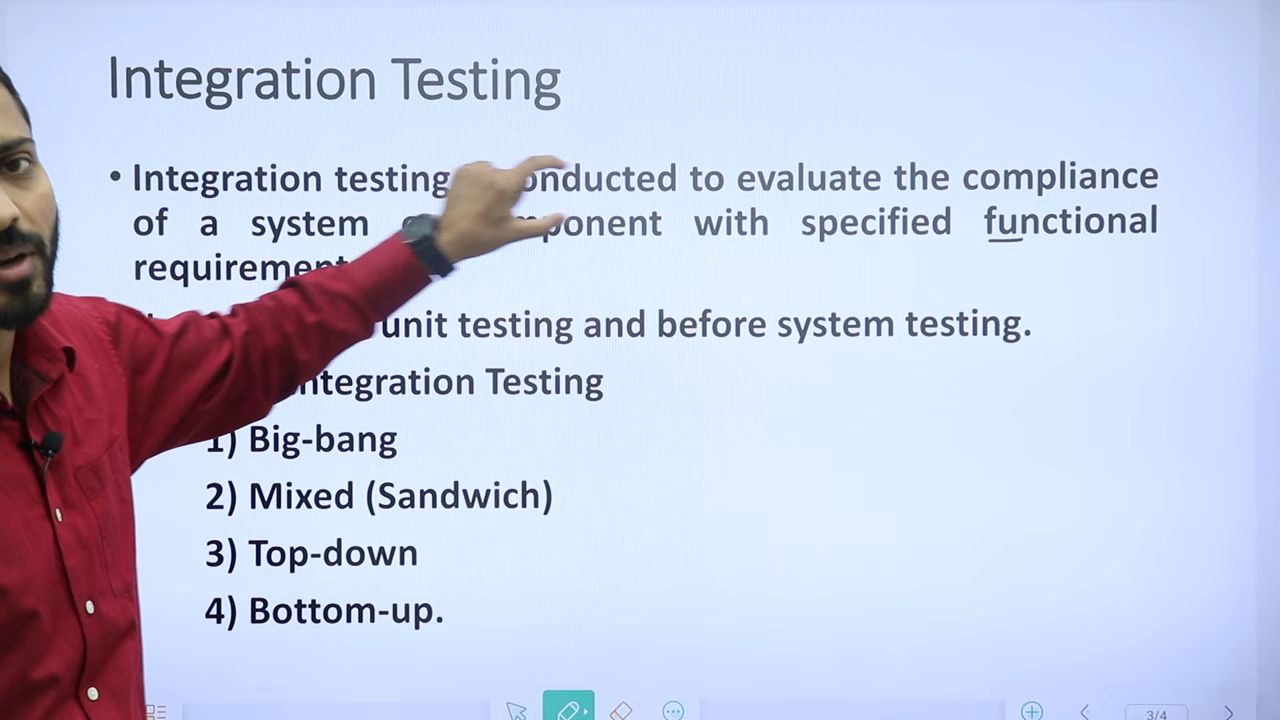 Integration Testing
• Integration testing conducted to evaluate the compliance
of a system component with specified functional
requirement
unit testing and before system testing.
Integration Testing
1) Big-bang
2) Mixed (Sandwich)
3) Top-down
4) Bottom-up.
3/4